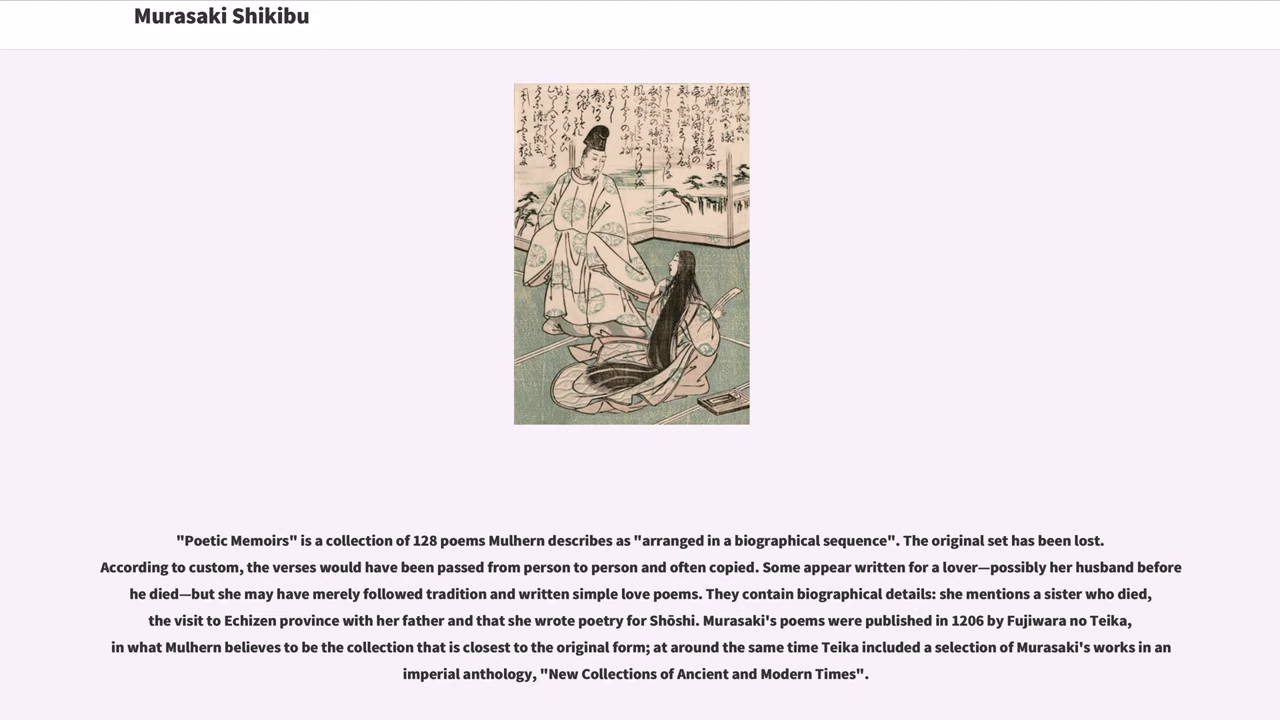 Murasaki Shikibu
"Poetic Memoirs" is a collection of 128 poems Mulhern describes as "arranged in a biographical sequence". The original set has been lost.
According to custom, the verses would have been passed from person to person and often copied. Some appear written for a lover—possibly her husband before
he died—but she may have merely followed tradition and written simple love poems. They contain biographical details: she mentions a sister who died,
the visit to Echizen province with her father and that she wrote poetry for Shōshi. Murasaki's poems were published in 1206 by Fujiwara no Teika,
in what Mulhern believes to be the collection that is closest to the original form; at around the same time Teika included a selection of Murasaki's works in an
imperial anthology, "New Collections of Ancient and Modern Times".